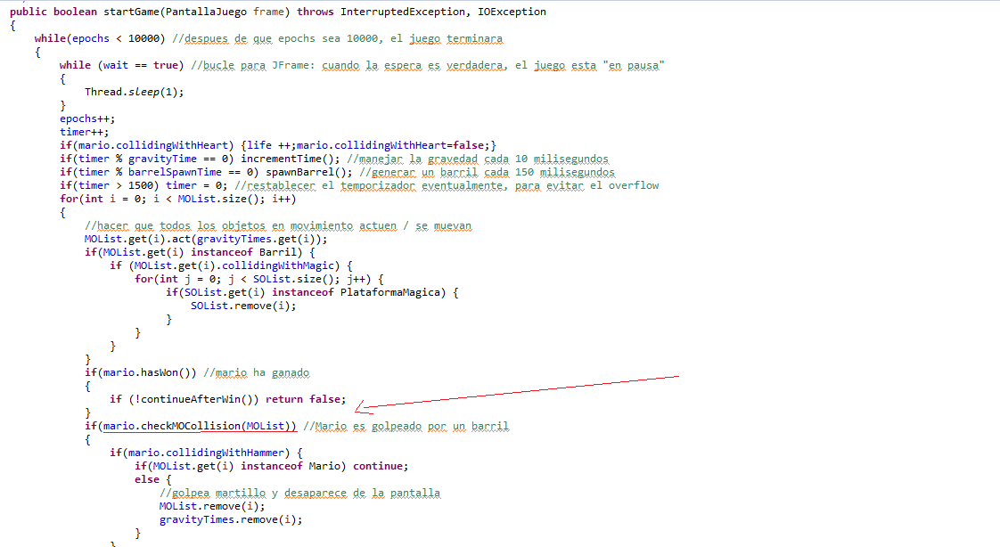 public boolean startGame(PantallaJuego frame) throws InterruptedException, IOException
{
while(epochs < 10000) //despues de que epochs sea 10000, el juego terminara
{
while (wait == true) //bucle para JFrame: cuando la espera es verdadera, el juego esta "en pausa"
{
Thread.sleep(1);
}
epochs++;
timer++;
if(mario.collidingWithHeart) {life ++;mario.collidingWithHeart=false;}
if(timer % gravityTime == 0) incrementTime(); //manejar la gravedad cada 10 milisegundos
if(timer % barrelSpawnTime == 0) spawnBarrel(); //generar un barril cada 150 milisegundos
if(timer > 1500) timer = 0; //restablecer el temporizador eventualmente, para evitar el overflow
for(int i = 0; i < MOList.size(); i++)
{
//hacer que todos los objetos en movimiento actuen / se muevan
MOList.get(i).act(gravityTimes.get(i));
if(MOList.get(i) instanceof Barril) {
if (MOList.get(i).collidingWithMagic) {
for(int j = 0; j < SOList.size(); j++) {
if(SOList.get(i) instanceof PlataformaMagica) {
SOList.remove(i);
}
}
}
}
if(mario.hasWon()) //mario ha ganado
{
if (!continueAfterWin()) return false;
}
if(mario.checkMOCollision(MOList)) //Mario es golpeado por un barril
{
if(mario.collidingWithHammer) {
if(MOList.get(i) instanceof Mario) continue;
else {
//golpea martillo y desaparece de la pantalla
MOList.remove(i);
gravityTimes.remove(i);
}
}